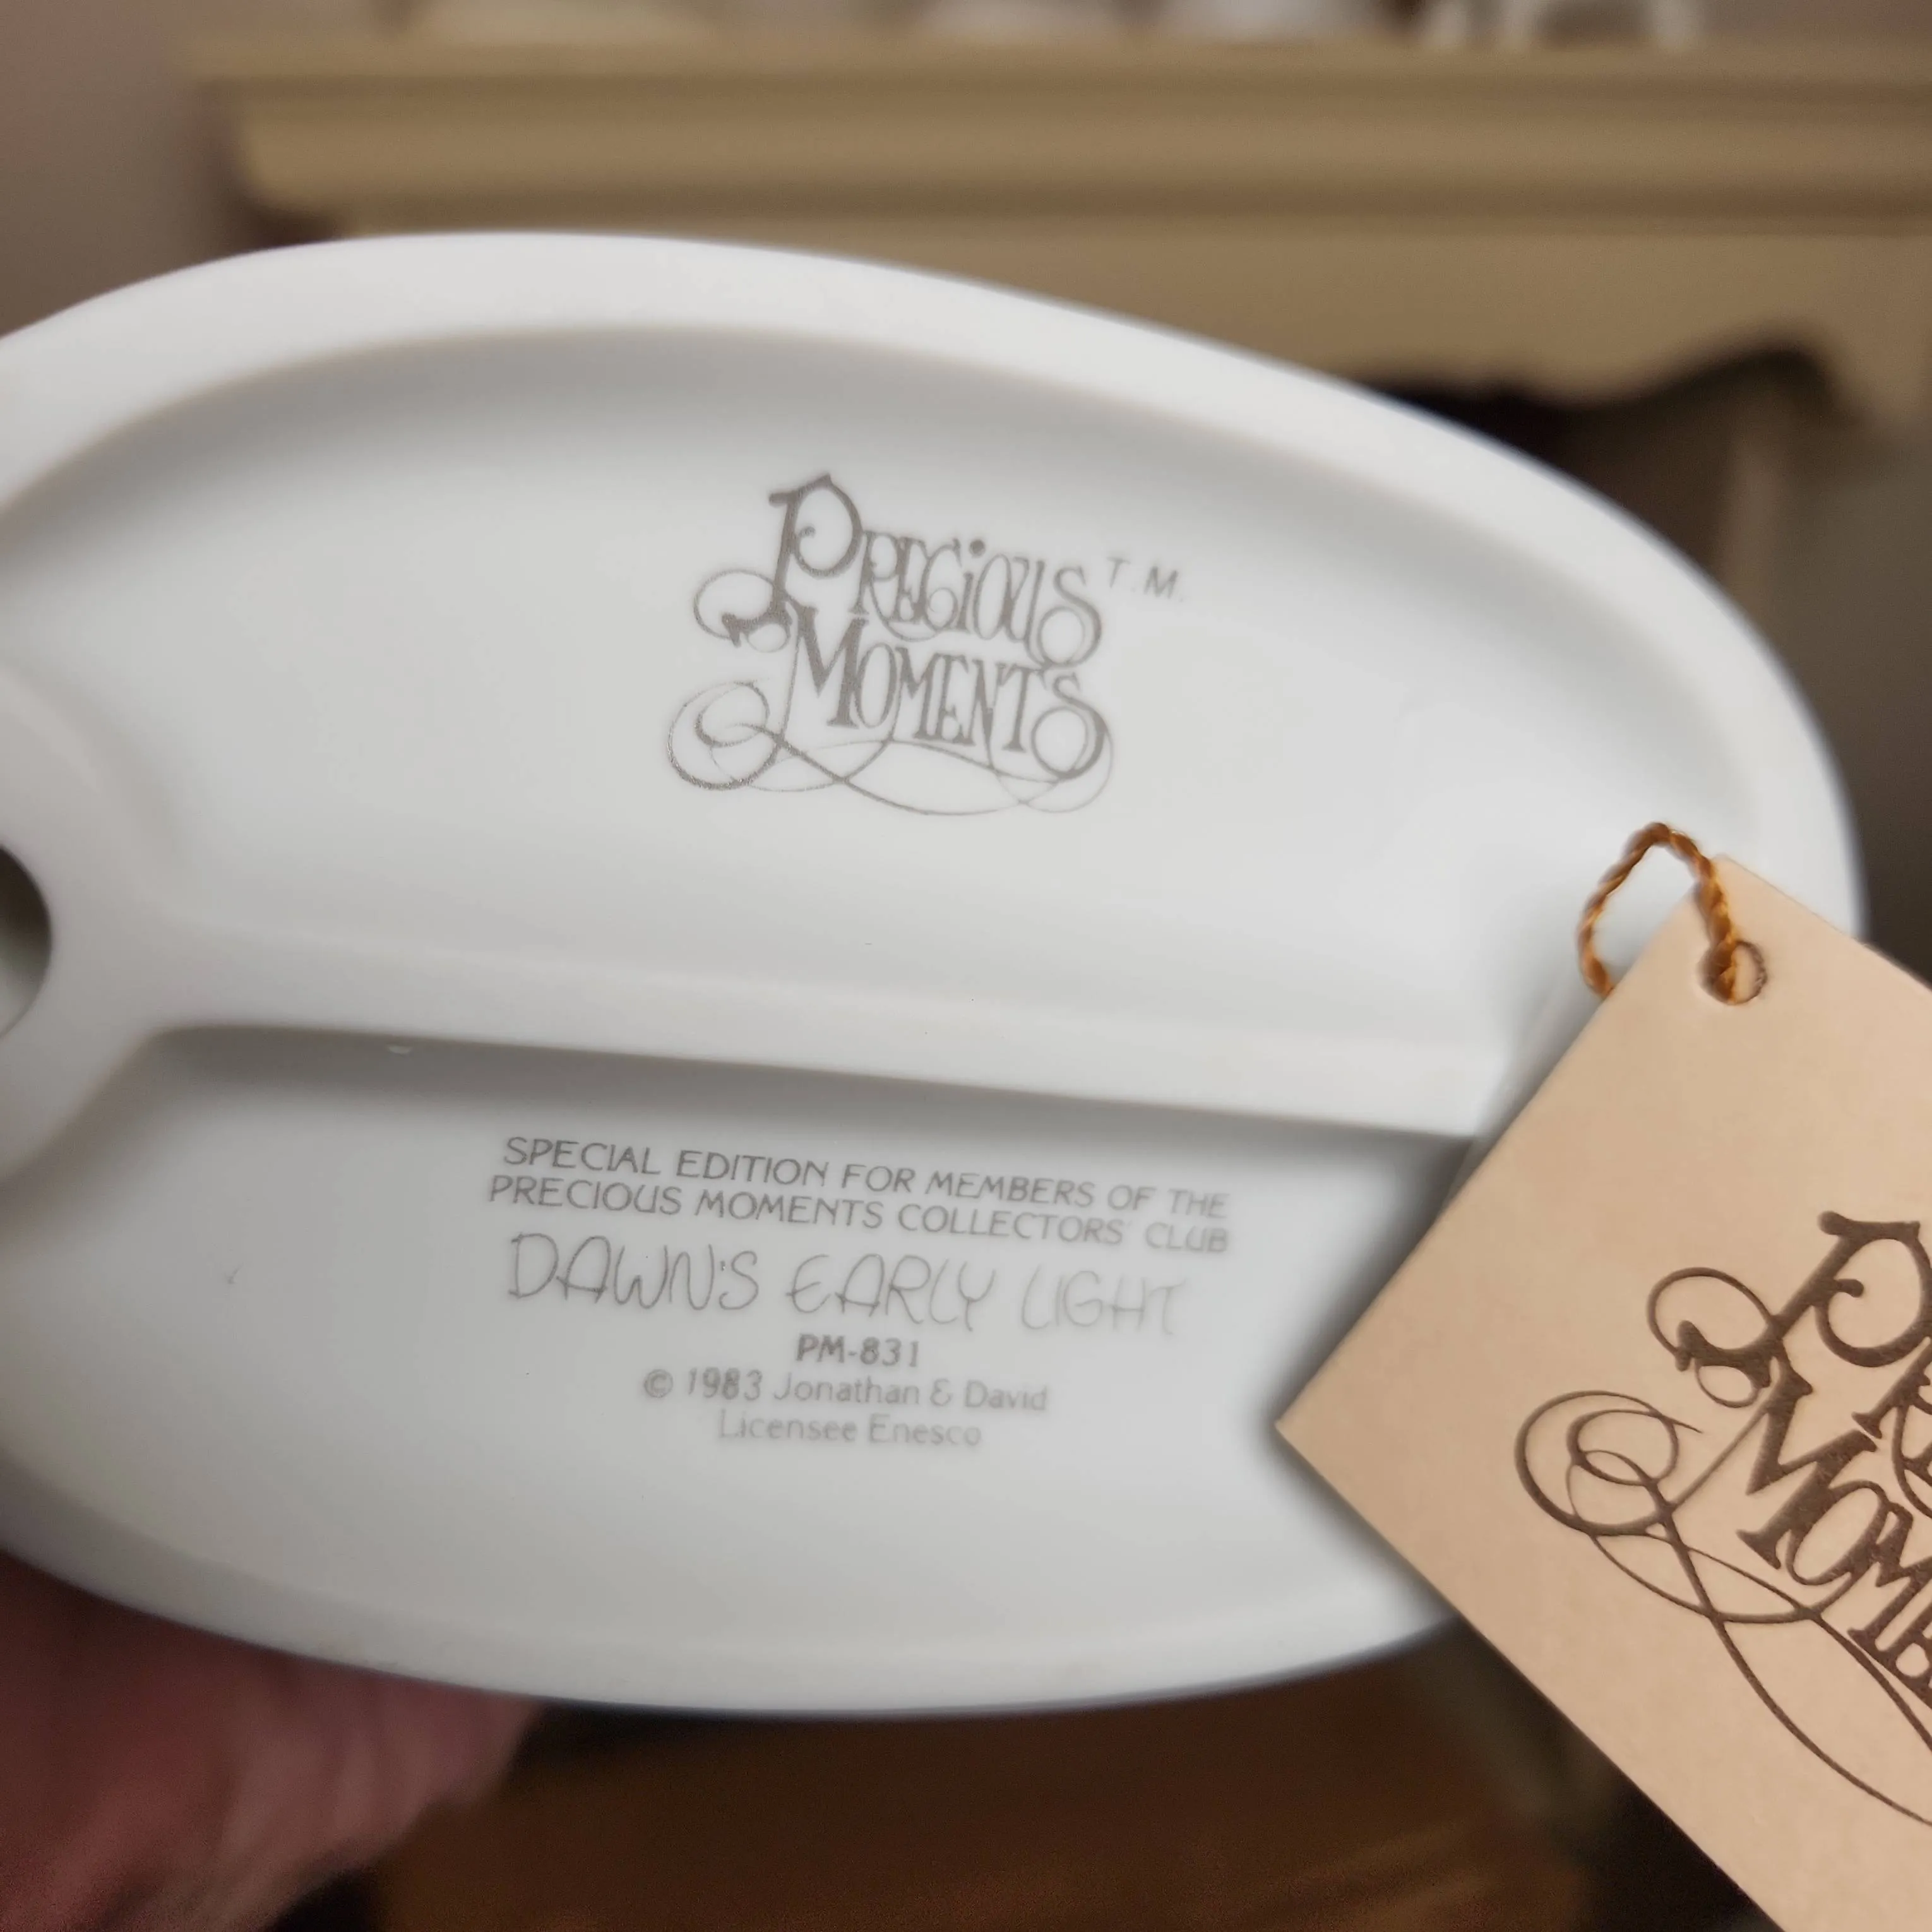 PRECIOUS T.M.
MOMENTS
SPECIAL EDITION FOR MEMBERS OF THE
PRECIOUS MOMENTS COLLECTORS' CLUB
DAWN'S EARLY LIGHT
PM-831
© 1983 Jonathan & David
Licensee Enesco